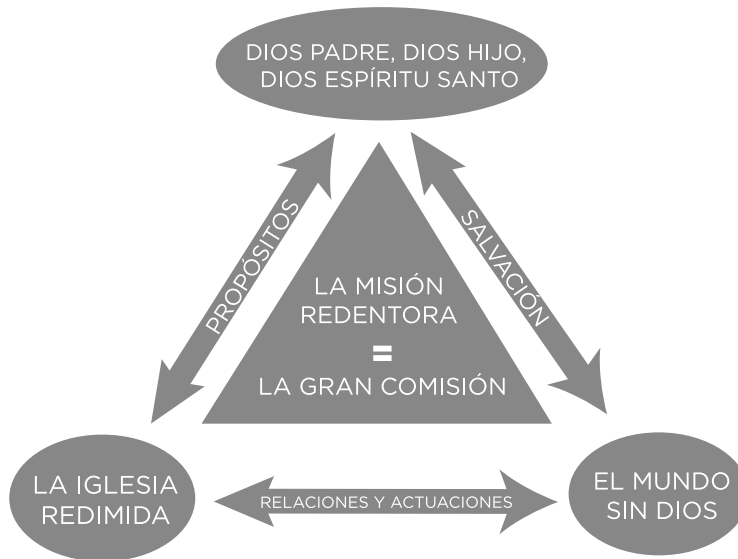 DIOS PADRE, DIOS HIJO,
DIOS ESPÍRITU SANTO
PROPÓSITOS
SALVACIÓN
LA MISIÓN
REDENTORA
=
LA GRAN COMISIÓN
LA IGLESIA
REDIMIDA
RELACIONES Y ACTUACIONES
EL MUNDO
SIN DIOS